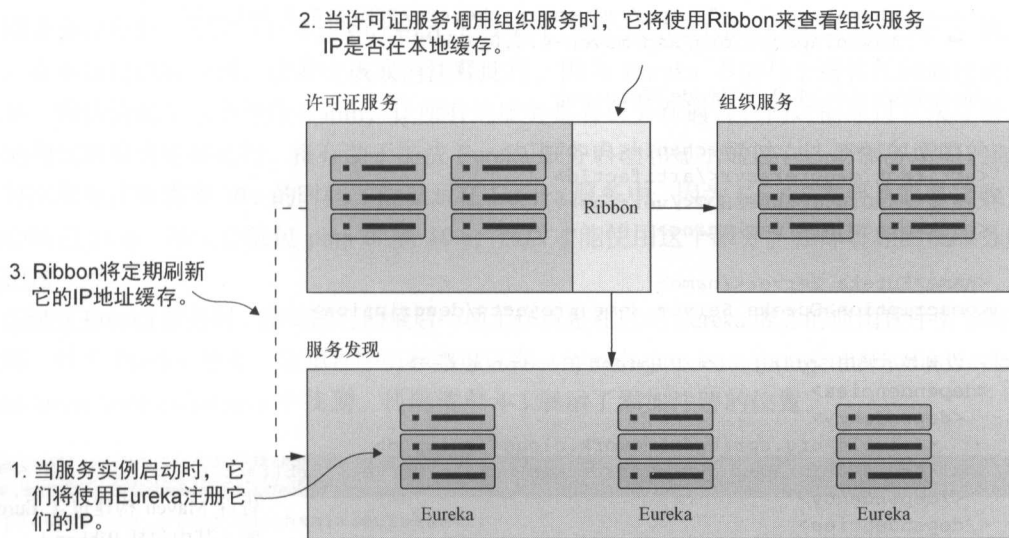 2. 当许可证服务调用组织服务时，它将使用Ribbon来查看组织服务
IP是否在本地缓存。
许可证服务
组织服务
Ribbon
3. Ribbon将定期刷新
它的IP地址缓存。
服务发现
1. 当服务实例启动时，它
们将使用Eureka注册它
们的IP。
Eureka
Eureka
Eureka